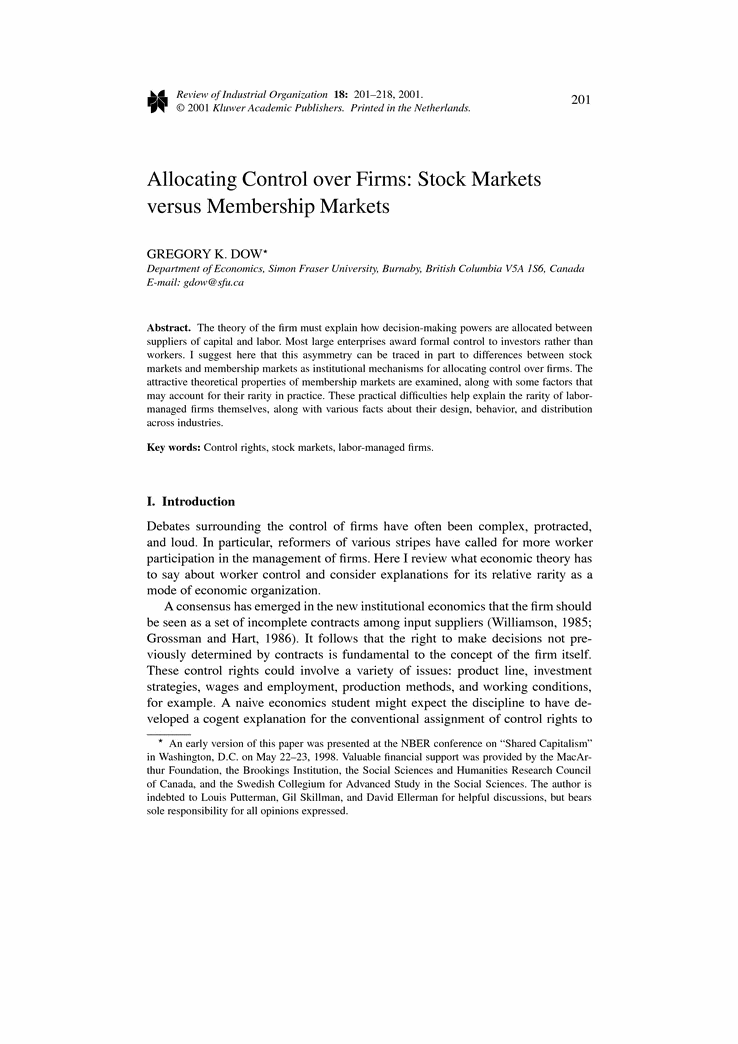 Review of Industrial Organization 18: 201–218, 2001.
© 2001 Kluwer Academic Publishers. Printed in the Netherlands.
201
Allocating Control over Firms: Stock Markets
versus Membership Markets
GREGORY K. DOW⋆
Department of Economics, Simon Fraser University, Burnaby, British Columbia V5A 1S6, Canada
E-mail: gdow@sfu.ca
Abstract. The theory of the firm must explain how decision-making powers are allocated between
suppliers of capital and labor. Most large enterprises award formal control to investors rather than
workers. I suggest here that this asymmetry can be traced in part to differences between stock
markets and membership markets as institutional mechanisms for allocating control over firms. The
attractive theoretical properties of membership markets are examined, along with some factors that
may account for their rarity in practice. These practical difficulties help explain the rarity of labor-
managed firms themselves, along with various facts about their design, behavior, and distribution
across industries.
Key words: Control rights, stock markets, labor-managed firms.
I. Introduction
Debates surrounding the control of firms have often been complex, protracted,
and loud. In particular, reformers of various stripes have called for more worker
participation in the management of firms. Here I review what economic theory has
to say about worker control and consider explanations for its relative rarity as a
mode of economic organization.
A consensus has emerged in the new institutional economics that the firm should
be seen as a set of incomplete contracts among input suppliers (Williamson, 1985;
Grossman and Hart, 1986). It follows that the right to make decisions not pre-
viously determined by contracts is fundamental to the concept of the firm itself.
These control rights could involve a variety of issues: product line, investment
strategies, wages and employment, production methods, and working conditions,
for example. A naive economics student might expect the discipline to have de-
veloped a cogent explanation for the conventional assignment of control rights to
⋆ An early version of this paper was presented at the NBER conference on “Shared Capitalism”
in Washington, D.C. on May 22–23, 1998. Valuable financial support was provided by the MacAr-
thur Foundation, the Brookings Institution, the Social Sciences and Humanities Research Council
of Canada, and the Swedish Collegium for Advanced Study in the Social Sciences. The author is
indebted to Louis Putterman, Gil Skillman, and David Ellerman for helpful discussions, but bears
sole responsibility for all opinions expressed.